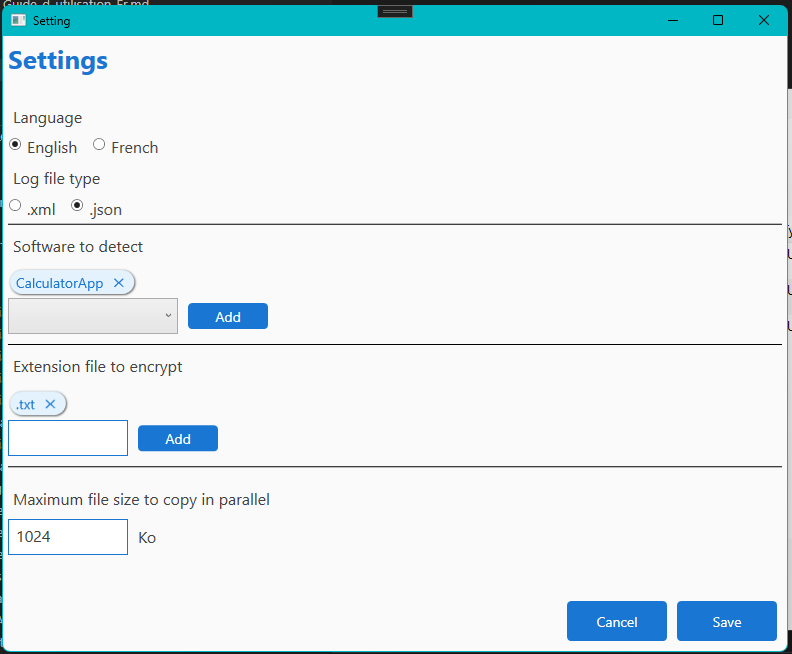 Guide_d_utilisation_Fr.md
Setting
Settings
Language
English French
Log file type
.xml .json
Software to detect
CalculatorApp
Add
Extension file to encrypt
.txt
Add
Maximum file size to copy in parallel
1024 Ko
Cancel Save